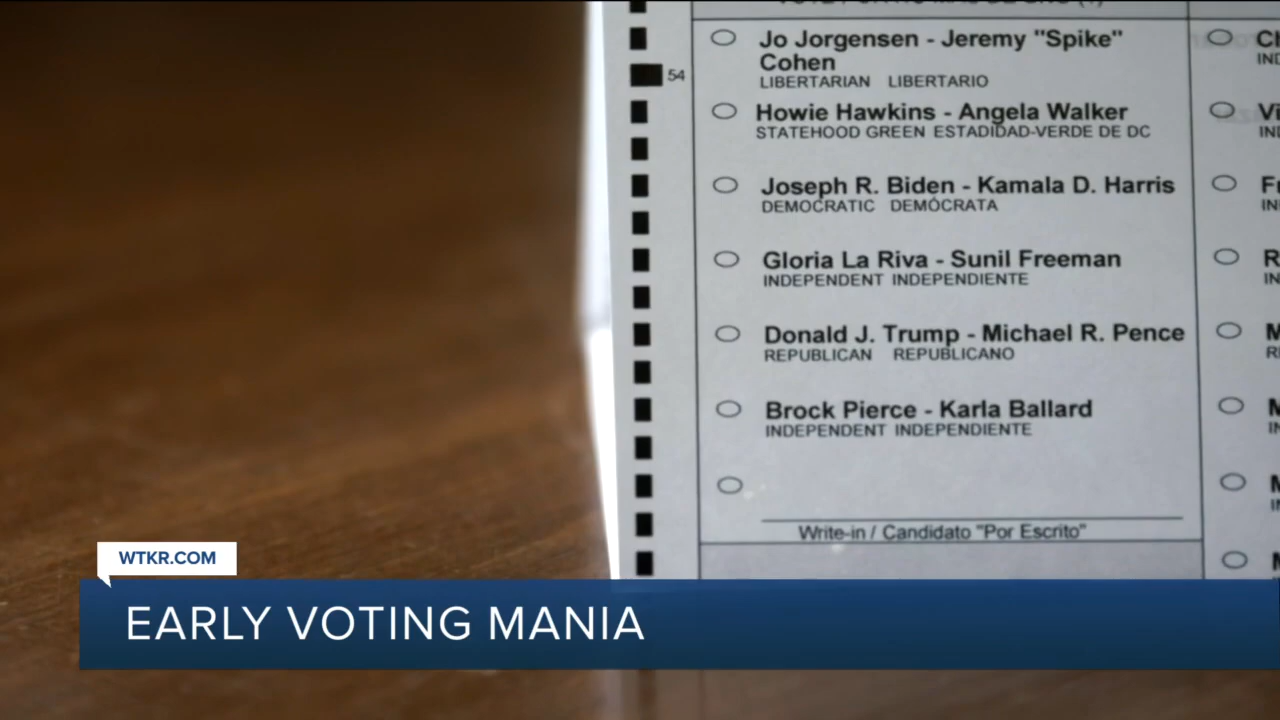 Jo Jorgensen - Jeremy "Spike"
Cohen
LIBERTARIAN LIBERTARIO
54
Howie Hawkins - Angela Walker
STATEHOOD GREEN ESTADIDAD-VERDE DE DC
Joseph R. Biden - Kamala D. Harris
DEMOCRATIC DEMÓCRATA
Gloria La Riva - Sunil Freeman
INDEPENDENT INDEPENDIENTE
Donald J. Trump - Michael R. Pence
REPUBLICAN REPUBLICANO
Brock Pierce - Karla Ballard
INDEPENDENT INDEPENDIENTE
Write-in / Candidato "Por Escrito"
WTKR.COM
EARLY VOTING MANIA